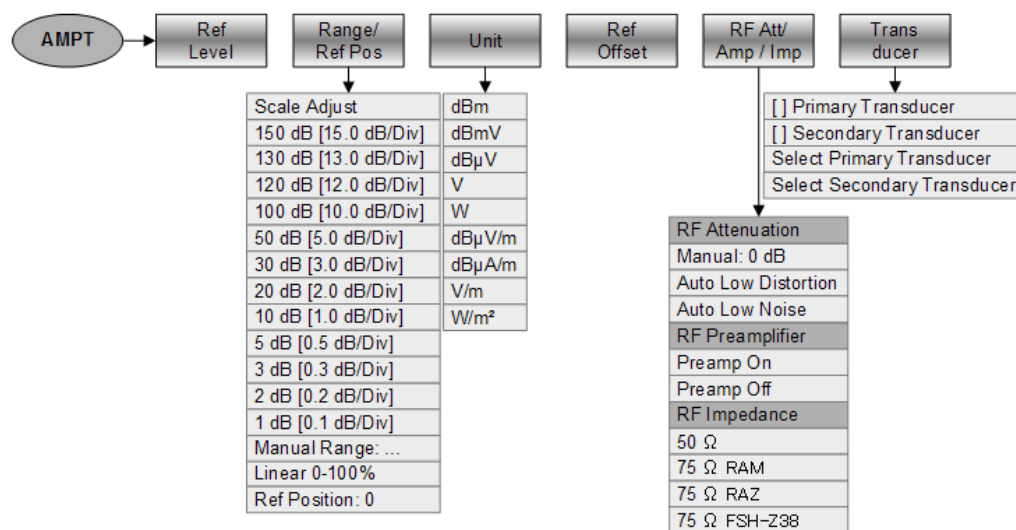 AMPT
Ref
Level
Range/
Ref Pos
Unit
Ref
Offset
RF Att/
Amp / Imp
Trans
ducer
Scale Adjust
150 dB [15.0 dB/Div]
130 dB [13.0 dB/Div]
120 dB [12.0 dB/Div]
100 dB [10.0 dB/Div]
50 dB [5.0 dB/Div]
30 dB [3.0 dB/Div]
20 dB [2.0 dB/Div]
10 dB [1.0 dB/Div]
5 dB [0.5 dB/Div]
3 dB [0.3 dB/Div]
2 dB [0.2 dB/Div]
1 dB [0.1 dB/Div]
Manual Range: ...
Linear 0-100%
Ref Position: 0
dBm
dBmV
dBµV
V
W
dBµV/m
dBµA/m
V/m
W/m²
RF Attenuation
Manual: 0 dB
Auto Low Distortion
Auto Low Noise
RF Preamplifier
Preamp On
Preamp Off
RF Impedance
50 Ω
75 Ω RAM
75 Ω RAZ
75 Ω FSH-Z38
[ ] Primary Transducer
[ ] Secondary Transducer
Select Primary Transducer
Select Secondary Transducer